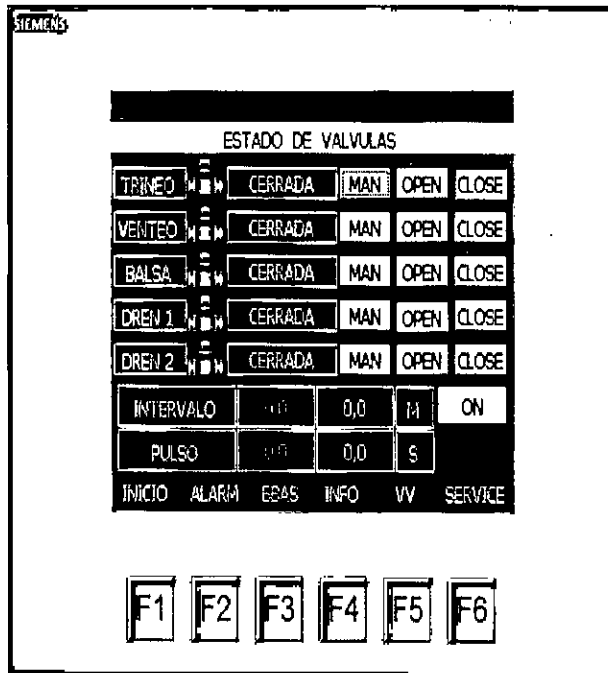 SIEMENS
ESTADO DE VALVULAS
TRINEO CERRADA MAN OPEN CLOSE
VENTEO CERRADA MAN OPEN CLOSE
BALSA CERRADA MAN OPEN CLOSE
DREN 1 CERRADA MAN OPEN CLOSE
DREN 2 CERRADA MAN OPEN CLOSE
INTERVALO 0,0 M ON
PULSO 0,0 S
INICIO ALARM EBAS INFO VV SERVICE
F1 F2 F3 F4 F5 F6